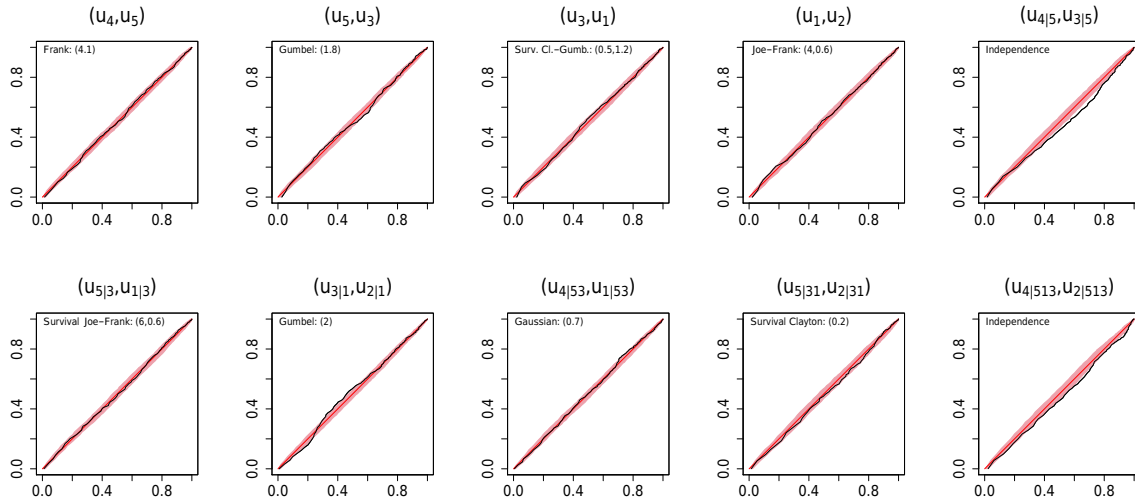 (u4,u5)
(u5,u3)
(u3,u1)
(u1,u2)
(u4|5,u3|5)
Frank: (4.1)
Gumbel: (1.8)
Surv. Cl.−Gumb.: (0.5,1.2)
Joe−Frank: (4,0.6)
Independence
0.0 0.4 0.8
0.0 0.4 0.8
0.0 0.4 0.8
0.0 0.4 0.8
0.0 0.4 0.8
0.0 0.4 0.8
0.0 0.4 0.8
0.0 0.4 0.8
0.0 0.4 0.8
0.0 0.4 0.8
(u5|3,u1|3)
(u3|1,u2|1)
(u4|53,u1|53)
(u5|31,u2|31)
(u4|513,u2|513)
Survival Joe−Frank: (6,0.6)
Gumbel: (2)
Gaussian: (0.7)
Survival Clayton: (0.2)
Independence
0.0 0.4 0.8
0.0 0.4 0.8
0.0 0.4 0.8
0.0 0.4 0.8
0.0 0.4 0.8
0.0 0.4 0.8
0.0 0.4 0.8
0.0 0.4 0.8
0.0 0.4 0.8
0.0 0.4 0.8